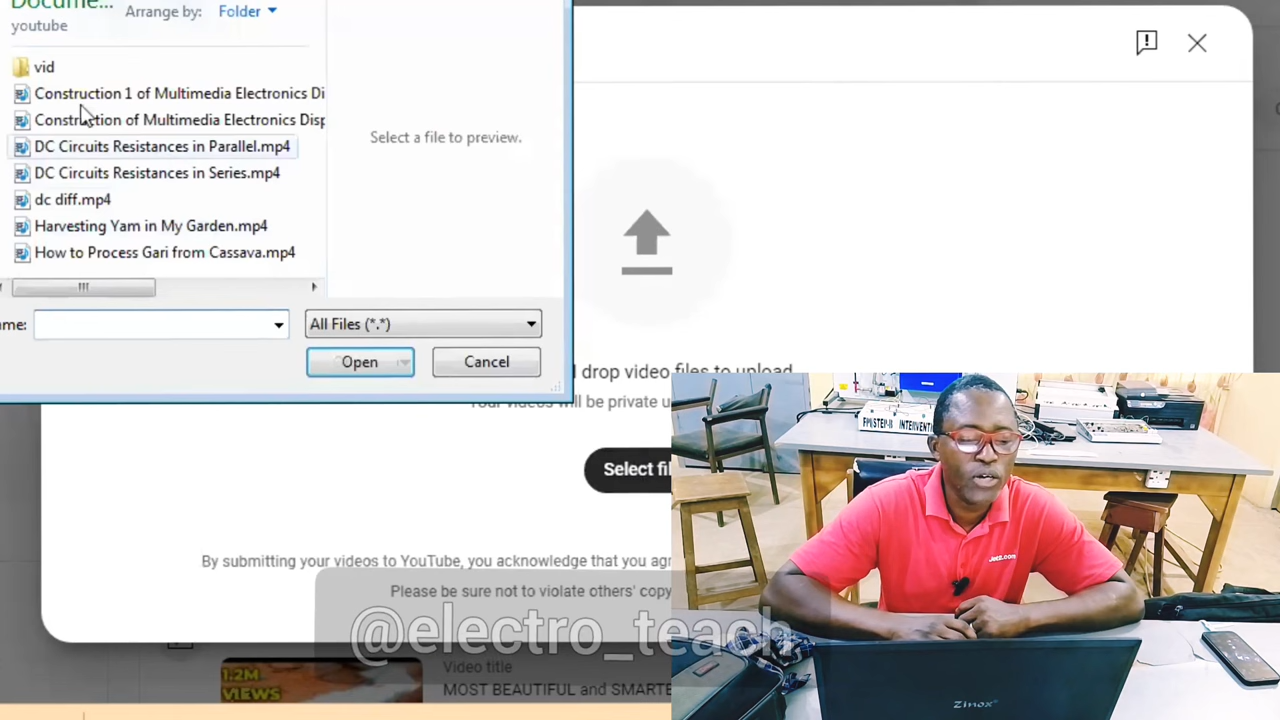 Docume...
Arrange by:
Folder
youtube
vid
Construction 1 of Multimedia Electronics Di
Construction of Multimedia Electronics Disp
DC Circuits Resistances in Parallel.mp4
DC Circuits Resistances in Series.mp4
dc diff.mp4
Harvesting Yam in My Garden.mp4
How to Process Gari from Cassava.mp4
Select a file to preview.
ame:
All Files (*.*)
Open
Cancel
drop video files to upload
Your videos will be private u
Select fil
By submitting your videos to YouTube, you acknowledge that you agr
Please be sure not to violate others' copy
@electro_teach
Video title
1.2M
VIEWS
MOST BEAUTIFUL and SMARTE
INTERVENTI
Jet2.com
Zinox